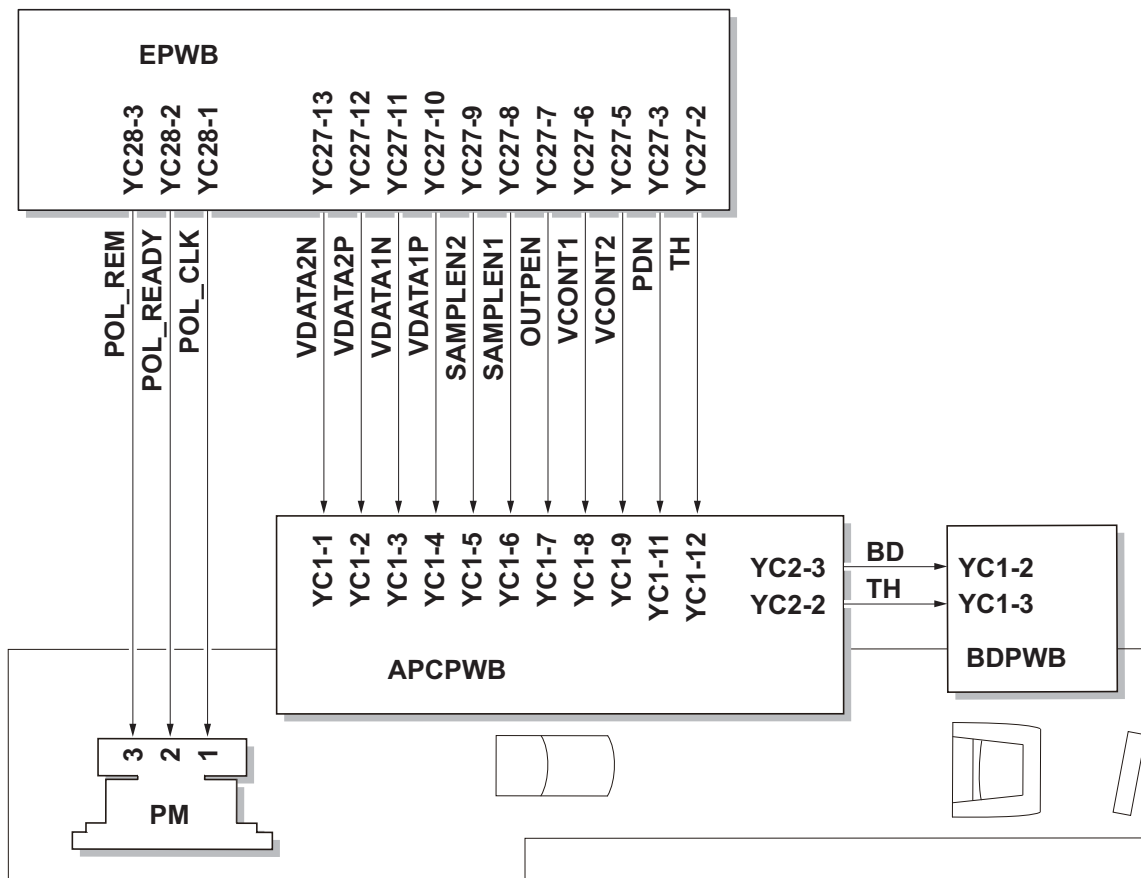 EPWB
YC28-3
YC28-2
YC28-1
YC27-13
YC27-12
YC27-11
YC27-10
YC27-9
YC27-8
YC27-7
YC27-6
YC27-5
YC27-3
YC27-2
POL_REM
POL_READY
POL_CLK
VDATA2N
VDATA2P
VDATA1N
VDATA1P
SAMPLEN2
SAMPLEN1
OUTPEN
VCONT1
VCONT2
PDN
TH
YC1-1
YC1-2
YC1-3
YC1-4
YC1-5
YC1-6
YC1-7
YC1-8
YC1-9
YC1-11
YC1-12
YC2-3
BD
YC1-2
YC2-2
TH
YC1-3
APCPWB
BDPWB
3
2
1
PM